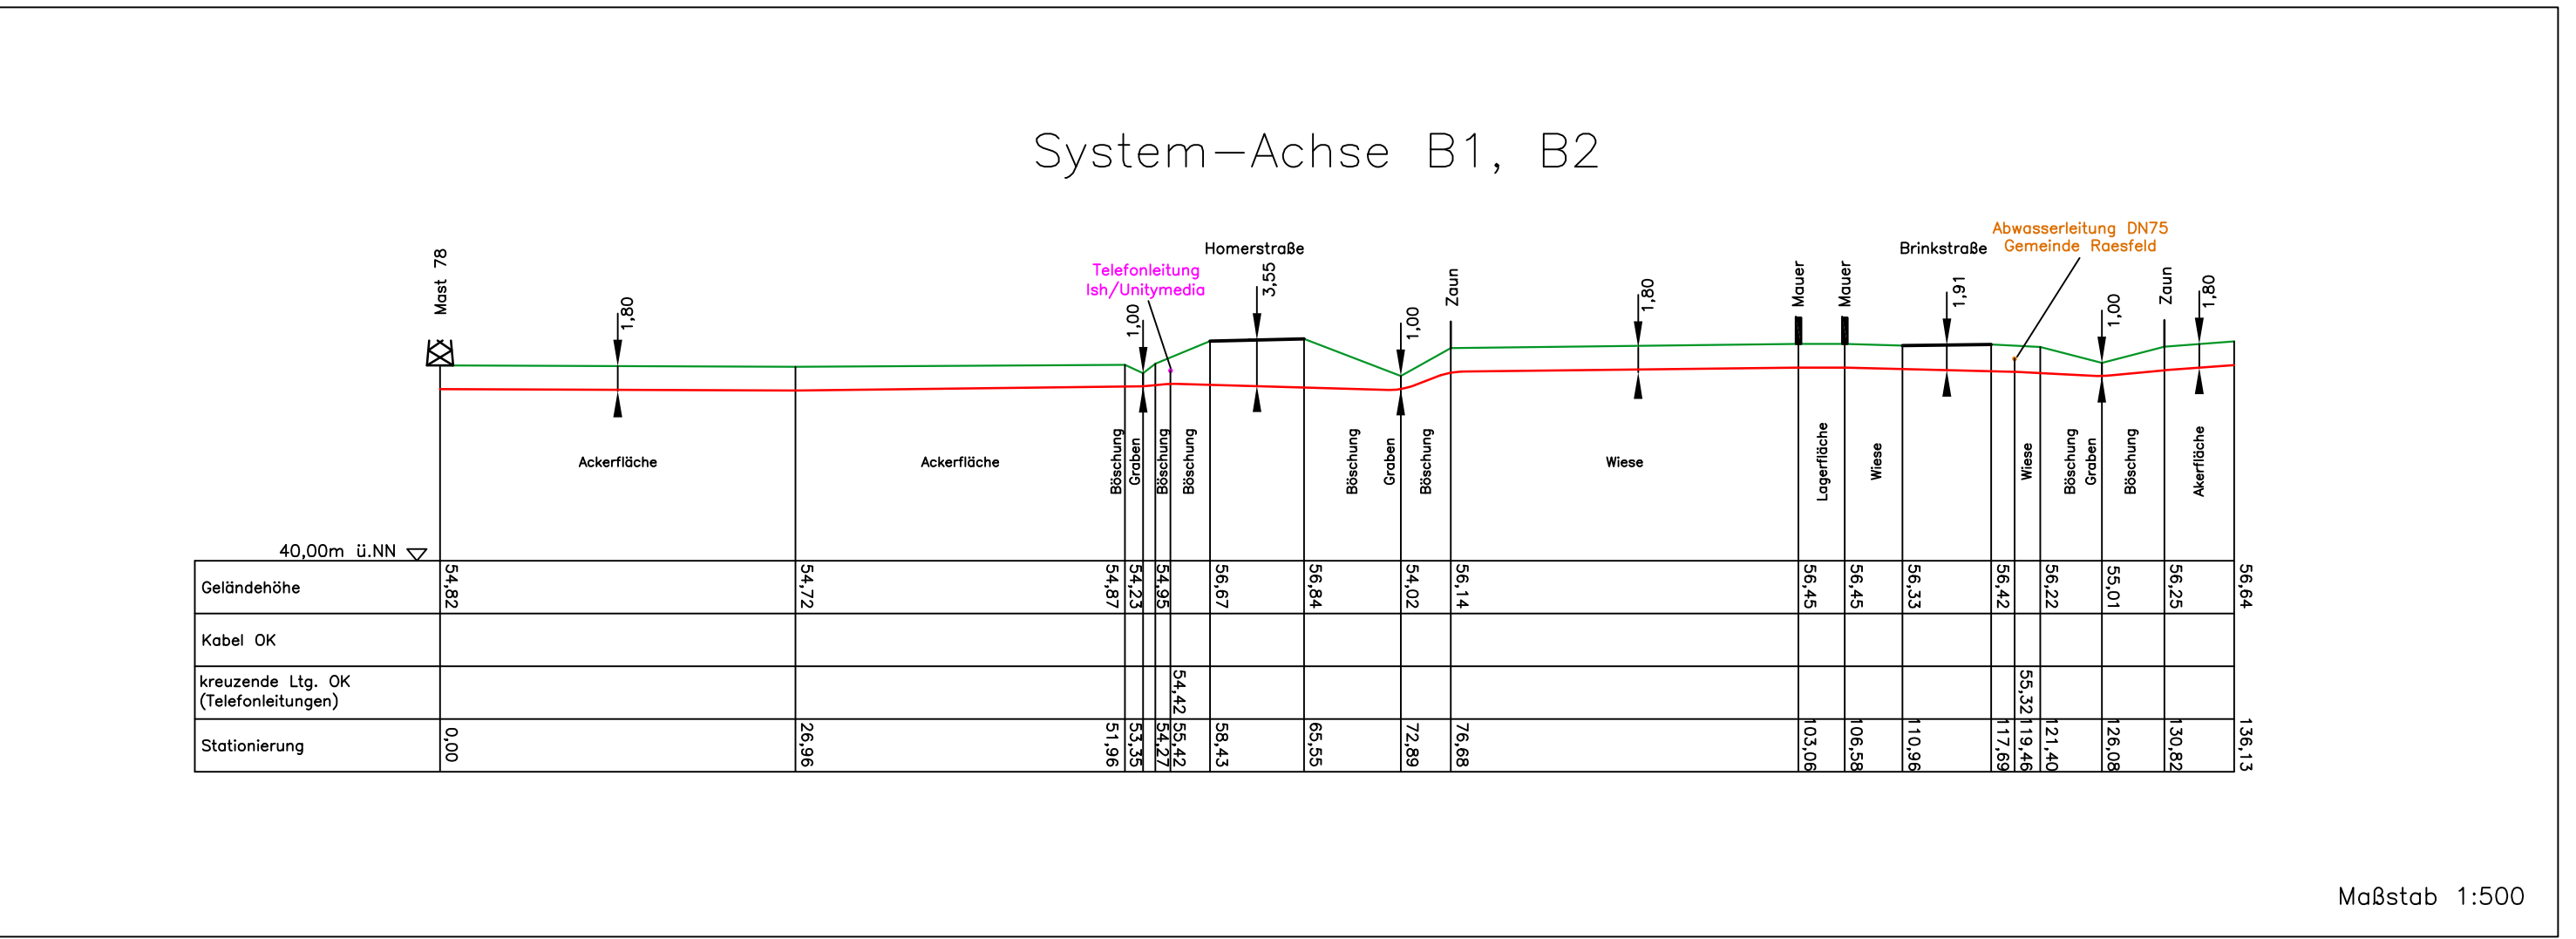 System-Achse B1, B2
Mast 78
1,80
1,00
Telefonleitung
Ish/Unitymedia
Homerstraße
3,55
1,00
Zaun
1,80
Mauer
Mauer
Brinkstraße
1,91
Abwasserleitung DN75
Gemeinde Raesfeld
1,00
Zaun
1,80
Ackerfläche
Ackerfläche
Böschung
Graben
Böschung
Böschung
Böschung
Graben
Böschung
Wiese
Lagerfläche
Wiese
Wiese
Böschung
Graben
Böschung
Akerfläche
40,00m ü.NN
Geländehöhe 54,82 54,72 54,87 54,23 54,95 56,67 56,84 54,02 56,14 56,45 56,45 56,33 56,42 56,22 55,01 56,25 56,64
Kabel OK
kreuzende Ltg. OK
(Telefonleitungen) 54,42 55,32
Stationierung 0,00 26,96 51,96 53,35 54,27 55,42 58,43 65,55 72,89 76,68 103,06 106,58 110,96 117,69 119,46 121,40 126,08 130,82 136,13
Maßstab 1:500